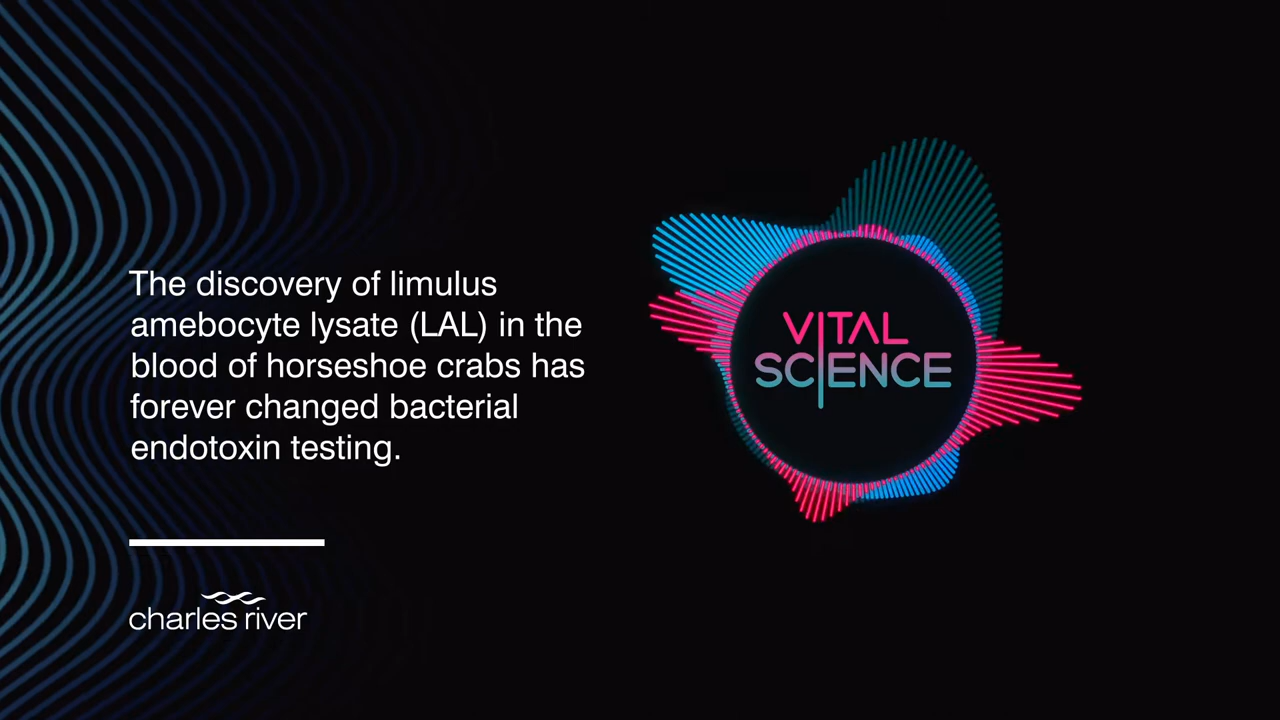 The discovery of limulus
amebocyte lysate (LAL) in the
blood of horseshoe crabs has
forever changed bacterial
endotoxin testing.
charles river
VITAL
SCIENCE